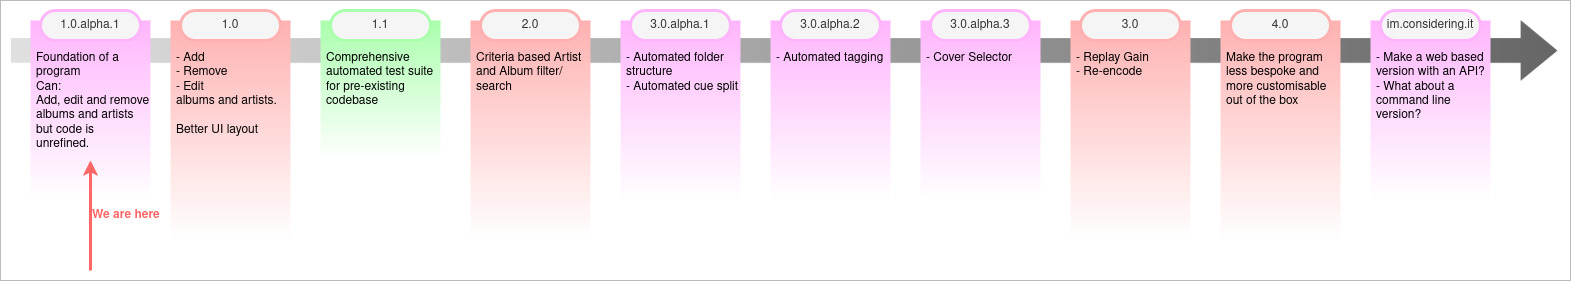 1.0.alpha.1
Foundation of a
program
Can:
Add, edit and remove
albums and artists
but code is
unrefined.
We are here
1.0
- Add
- Remove
- Edit
albums and artists.
Better UI layout
1.1
Comprehensive
automated test suite
for pre-existing
codebase
2.0
Criteria based Artist
and Album filter/
search
3.0.alpha.1
- Automated folder
structure
- Automated cue split
3.0.alpha.2
- Automated tagging
3.0.alpha.3
- Cover Selector
3.0
- Replay Gain
- Re-encode
4.0
Make the program
less bespoke and
more customisable
out of the box
im.considering.it
- Make a web based
version with an API?
- What about a
command line
version?